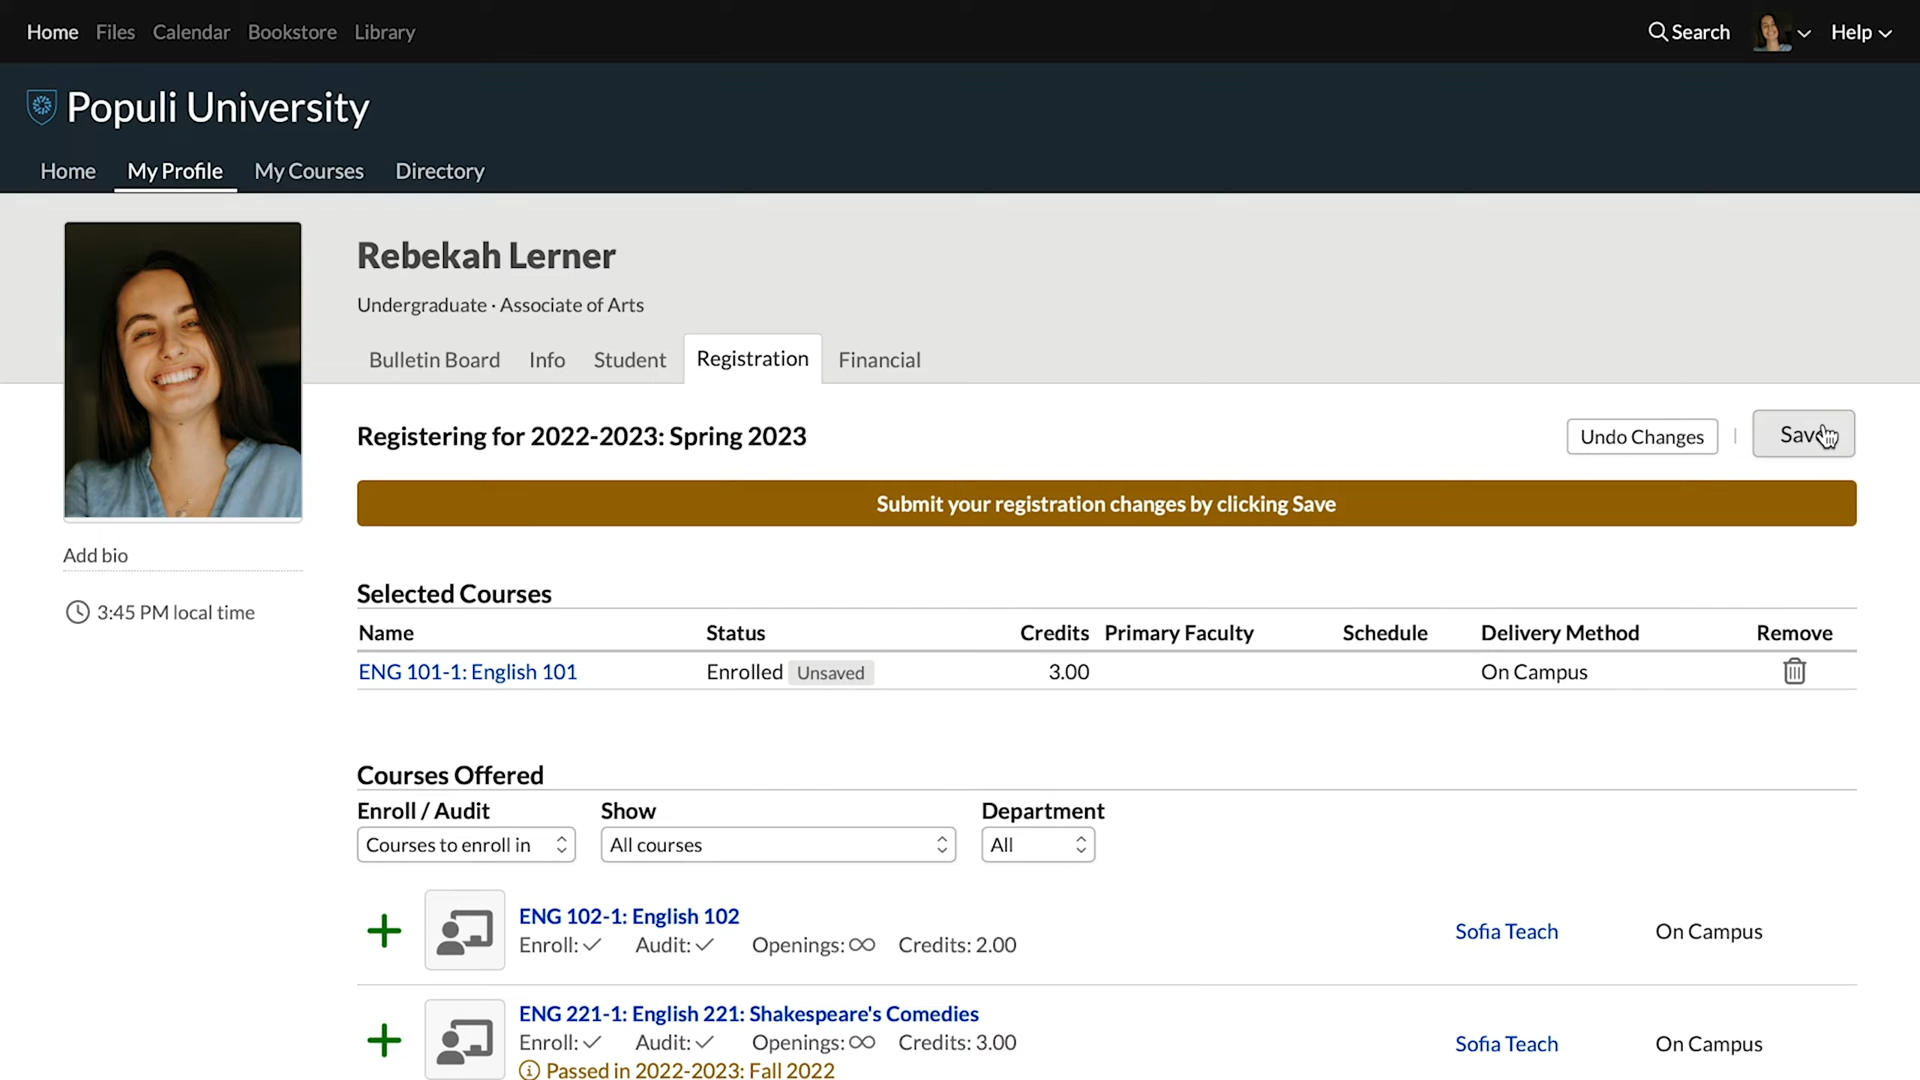 Home Files Calendar Bookstore Library Search Help
Populi University
Home My Profile My Courses Directory
Rebekah Lerner
Undergraduate · Associate of Arts
Bulletin Board Info Student Registration Financial
Registering for 2022-2023: Spring 2023 Undo Changes | Save
Submit your registration changes by clicking Save
Add bio
3:45 PM local time
Selected Courses
Name Status Credits Primary Faculty Schedule Delivery Method Remove
ENG 101-1: English 101 Enrolled Unsaved 3.00 On Campus
Courses Offered
Enroll / Audit Show Department
Courses to enroll in All courses All
ENG 102-1: English 102
Enroll: ✓ Audit: ✓ Openings: ∞ Credits: 2.00
Sofia Teach On Campus
ENG 221-1: English 221: Shakespeare's Comedies
Enroll: ✓ Audit: ✓ Openings: ∞ Credits: 3.00
Sofia Teach On Campus
Passed in 2022-2023: Fall 2022